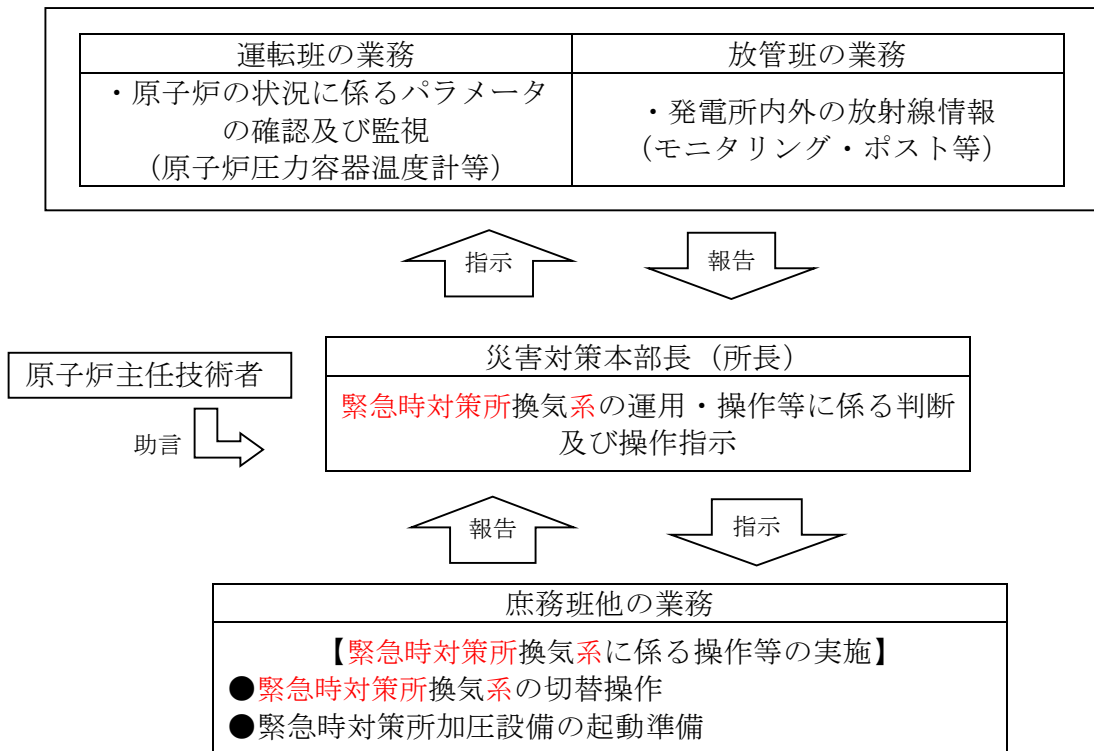 運転班の業務
放管班の業務
・原子炉の状況に係るパラメータ
の確認及び監視
（原子炉圧力容器温度計等）
・発電所内外の放射線情報
（モニタリング・ポスト等）
指示
報告
原子炉主任技術者
助言
災害対策本部長（所長）
緊急時対策所換気系の運用・操作等に係る判断
及び操作指示
報告
指示
庶務班他の業務
【緊急時対策所換気系に係る操作等の実施】
●緊急時対策所換気系の切替操作
●緊急時対策所加圧設備の起動準備